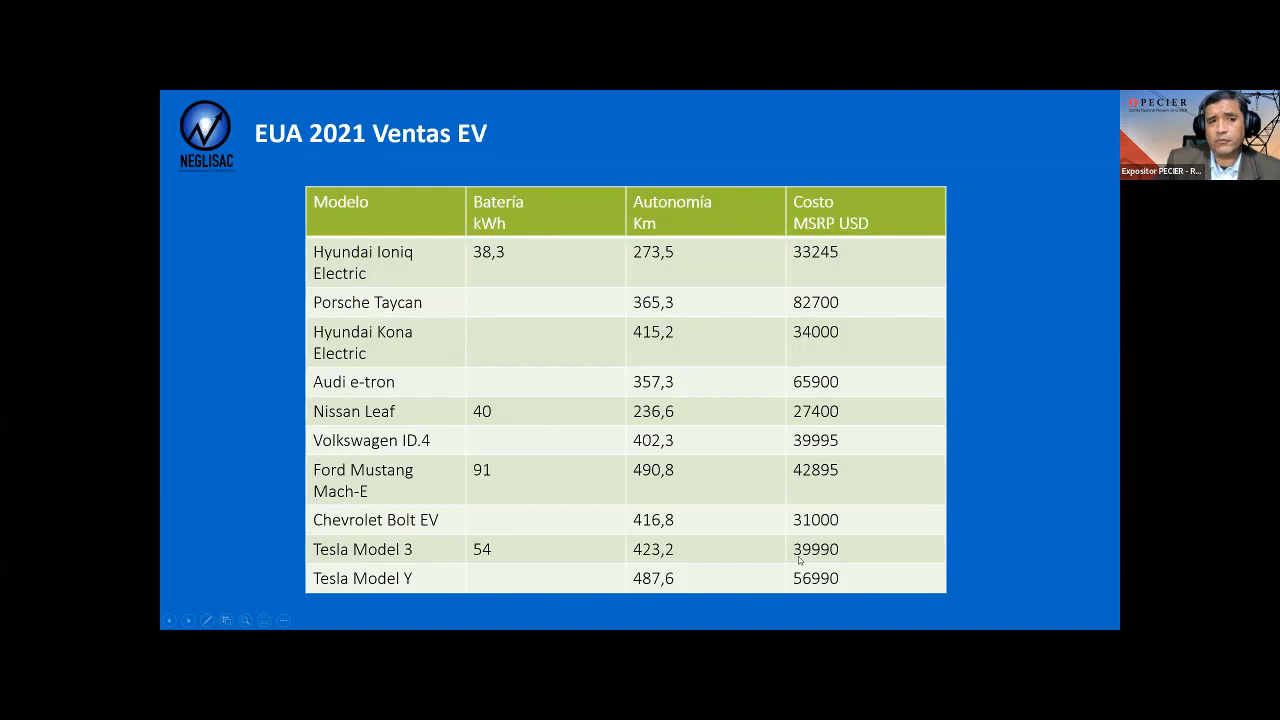 EUA 2021 Ventas EV
NEGLISAC
PECIER
Expositor PECIER - R...
Modelo Batería kWh Autonomía Km Costo MSRP USD
Hyundai Ioniq Electric 38,3 273,5 33245
Porsche Taycan 365,3 82700
Hyundai Kona Electric 415,2 34000
Audi e-tron 357,3 65900
Nissan Leaf 40 236,6 27400
Volkswagen ID.4 402,3 39995
Ford Mustang Mach-E 91 490,8 42895
Chevrolet Bolt EV 416,8 31000
Tesla Model 3 54 423,2 39990
Tesla Model Y 487,6 56990